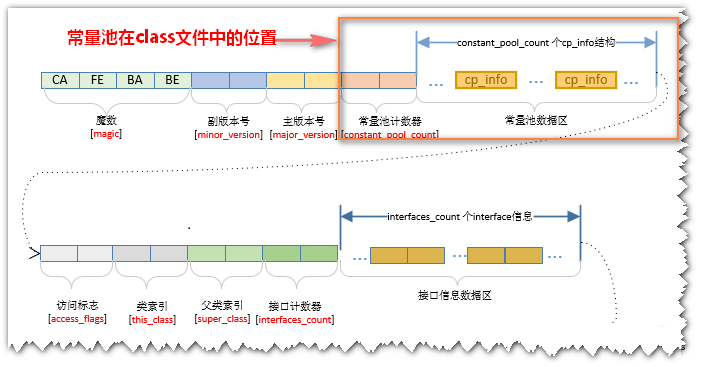 常量池在class文件中的位置
constant_pool_count 个cp_info结构
CA FE BA BE ... cp_info ... cp_info ...
魔数 副版本号 主版本号 常量池计数器 常量池数据区
[magic] [minor_version] [major_version] [constant_pool_count]
interfaces_count 个interface信息
... ... ...
访问标志 类索引 父类索引 接口计数器 接口信息数据区
[access_flags] [this_class] [super_class] [interfaces_count]